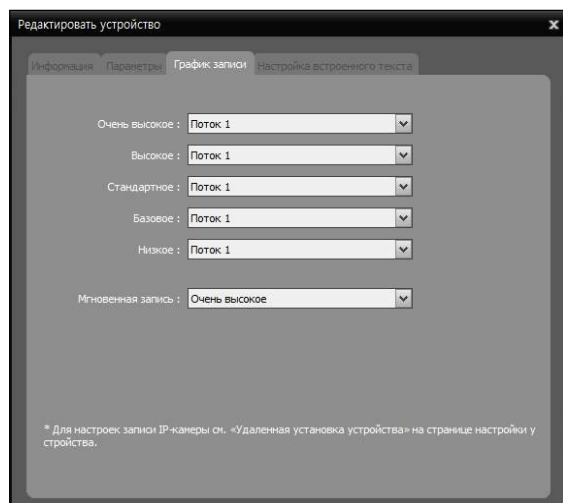 Редактировать устройство x
Информация Параметры График записи Настройка встроенного текста
Очень высокое : Поток 1
Высокое : Поток 1
Стандартное : Поток 1
Базовое : Поток 1
Низкое : Поток 1
Мгновенная запись : Очень высокое
* Для настроек записи IP-камеры см. «Удаленная установка устройства» на странице настройки у
стройства.